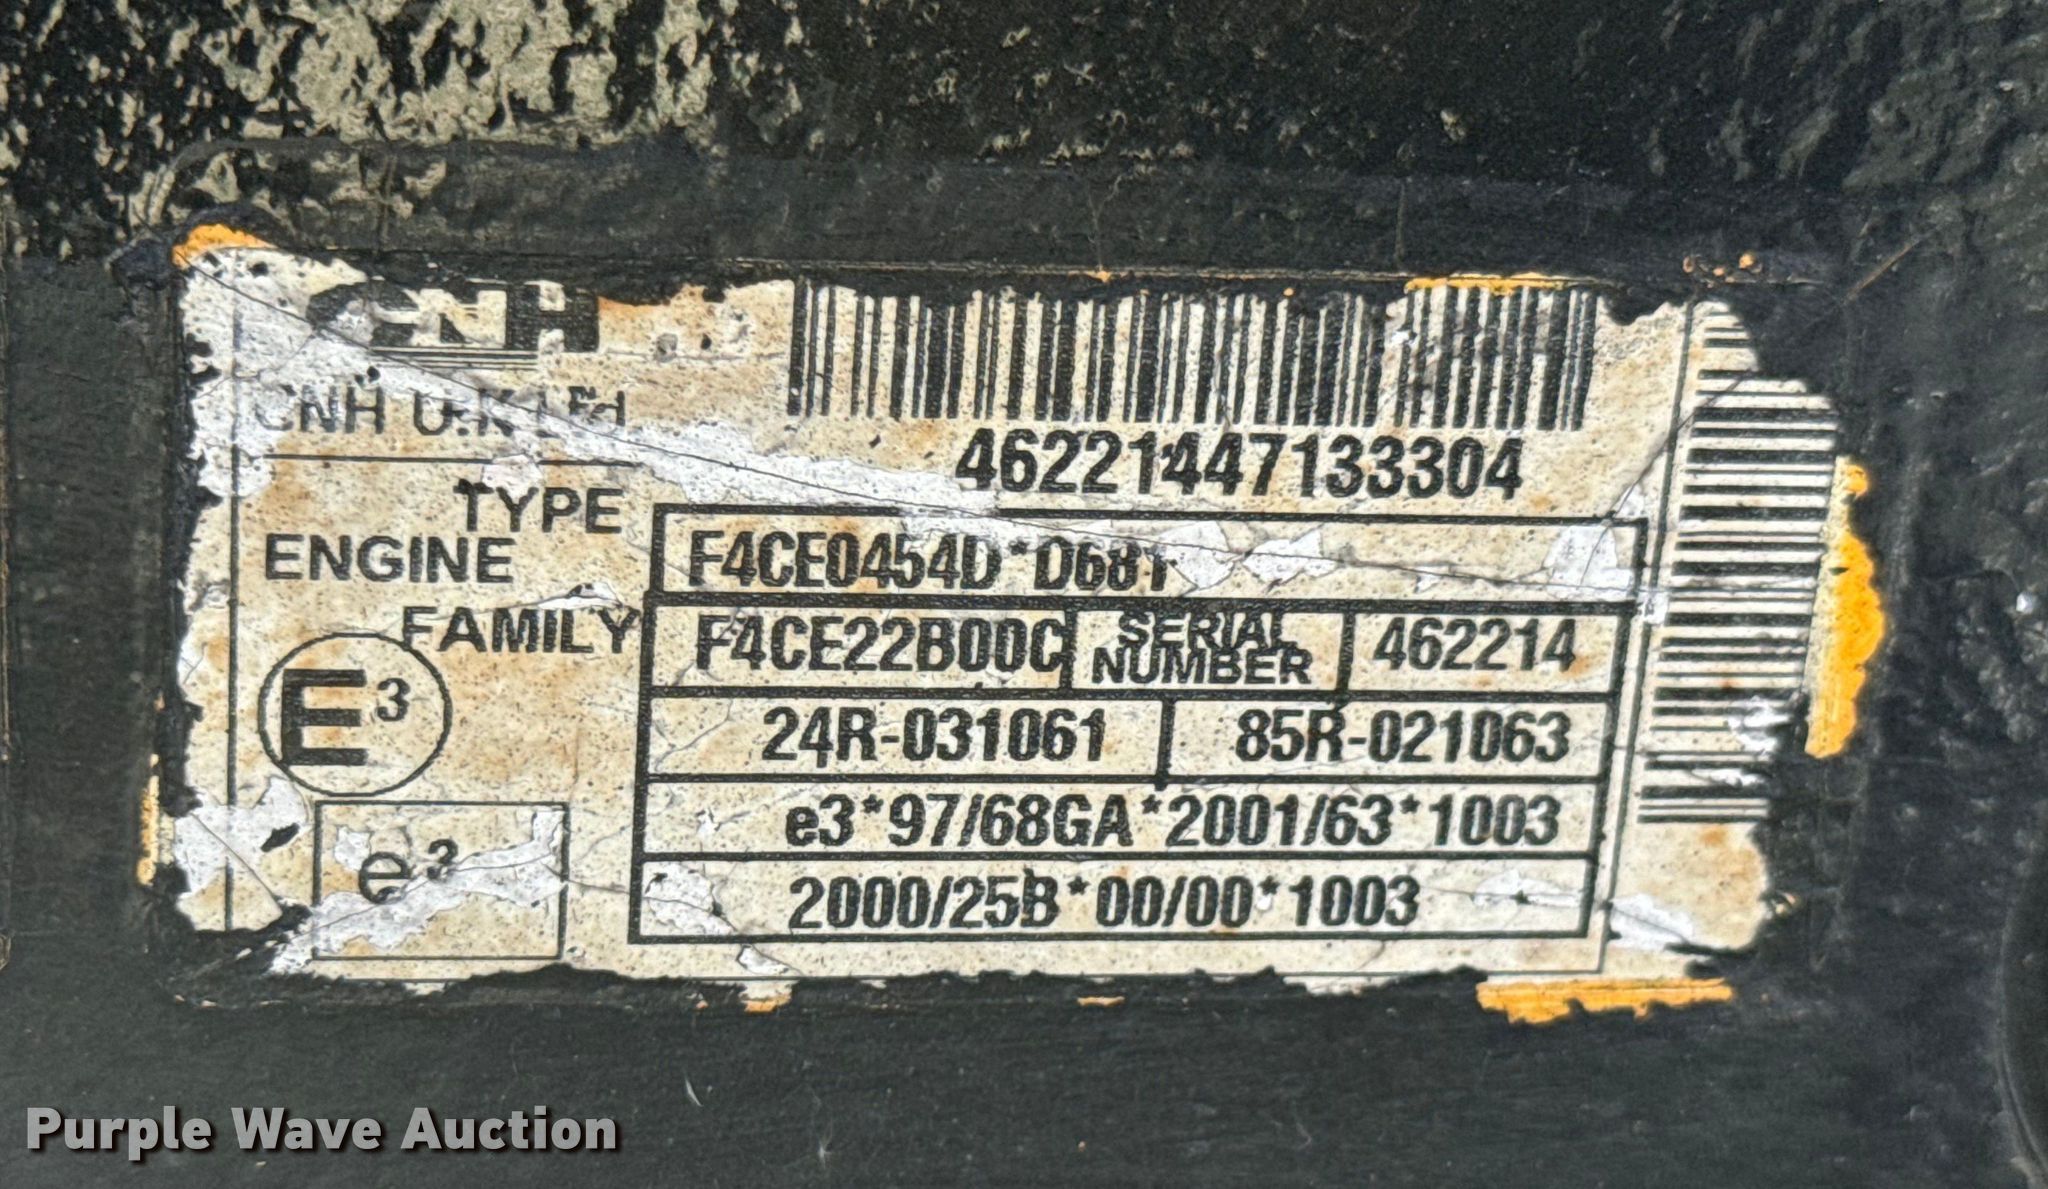 CNH
CNH U.K Ltd
46221447133304
TYPE
ENGINE
F4CE0454D*D681
FAMILY
F4CE22B00C
SERIAL
NUMBER
462214
E3
24R-031061
85R-021063
e3*97/68GA*2001/63*1003
e3
2000/25B*00/00*1003
Purple Wave Auction